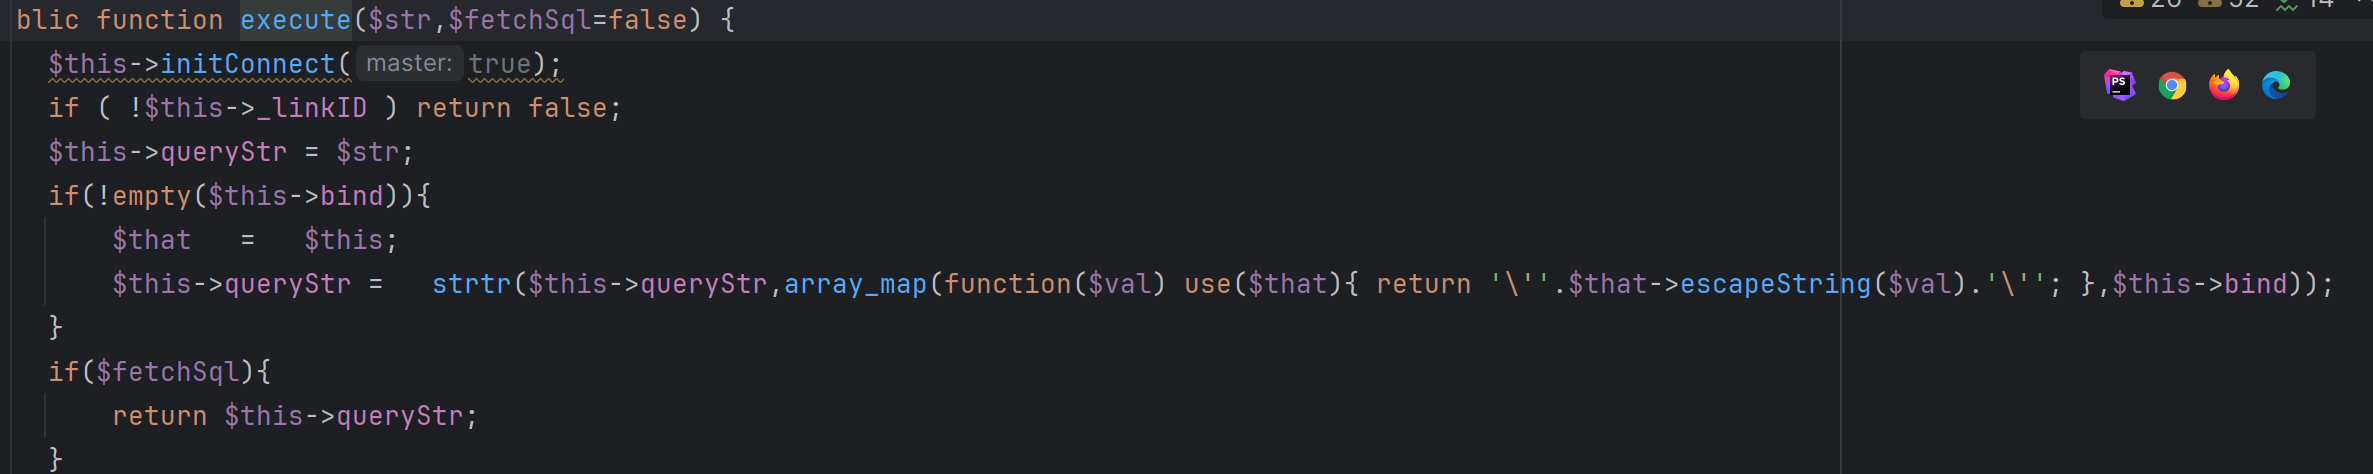 blic function execute($str,$fetchSql=false) {
$this->initConnect( master: true);
if ( !$this->_linkID ) return false;
$this->queryStr = $str;
if(!empty($this->bind)){
$that   =   $this;
$this->queryStr =   strtr($this->queryStr,array_map(function($val) use($that){ return '\''.$that->escapeString($val).'\''; },$this->bind));
}
if($fetchSql){
return $this->queryStr;
}
PS